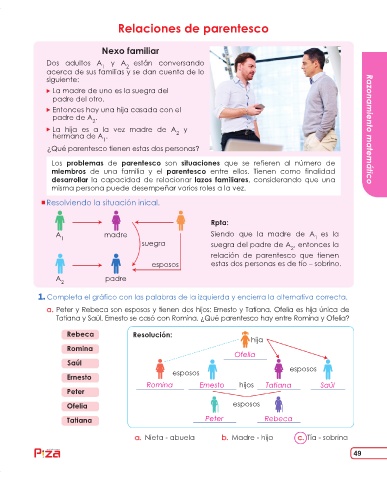 Relaciones de parentesco
Nexo familiar
Dos adultos A1 y A2 están conversando
acerca de sus familias y se dan cuenta de lo
siguiente:
La madre de uno es la suegra del
padre del otro.
Entonces hay una hija casada con el
padre de A2.
La hija es a la vez madre de A2 y
hermana de A1.
¿Qué parentesco tienen estas dos personas?
Los problemas de parentesco son situaciones que se refieren al número de
miembros de una familia y el parentesco entre ellos. Tienen como finalidad
desarrollar la capacidad de relacionar lazos familiares, considerando que una
misma persona puede desempeñar varios roles a la vez.
Razonamiento matemático
Resolviendo la situación inicial.
A1
madre
suegra
esposos
A2
padre
Rpta:
Siendo que la madre de A1 es la
suegra del padre de A2, entonces la
relación de parentesco que tienen
estas dos personas es de tío – sobrino.
1. Completa el gráfico con las palabras de la izquierda y encierra la alternativa correcta.
a. Peter y Rebeca son esposos y tienen dos hijos: Ernesto y Tatiana. Ofelia es hija única de
Tatiana y Saúl. Ernesto se casó con Romina. ¿Qué parentesco hay entre Romina y Ofelia?
Rebeca
Romina
Saúl
Ernesto
Peter
Ofelia
Tatiana
Resolución:
hija
Ofelia
esposos
esposos
Romina
Ernesto
hijos
Tatiana
Saúl
esposos
Peter
Rebeca
a. Nieta - abuela
b. Madre - hija
c. Tía - sobrina
Pizza
49